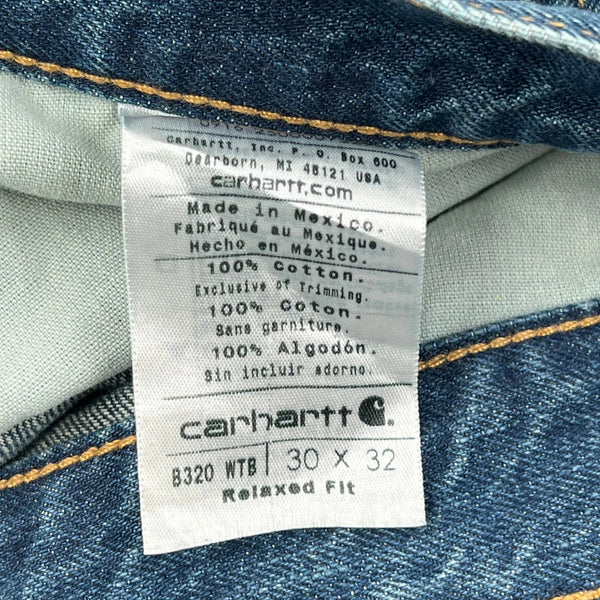 Carhartt, Inc. P. O. Box 600
Dearborn, MI 48121 USA
carhartt.com
Made in Mexico.
Fabriqué au Mexique.
Hecho en México.
100% Cotton.
Exclusive of Trimming.
100% Coton.
Sans garniture.
100% Algodón.
Sin incluir adorno.
carhartt
B320 WTB 30 X 32
Relaxed Fit